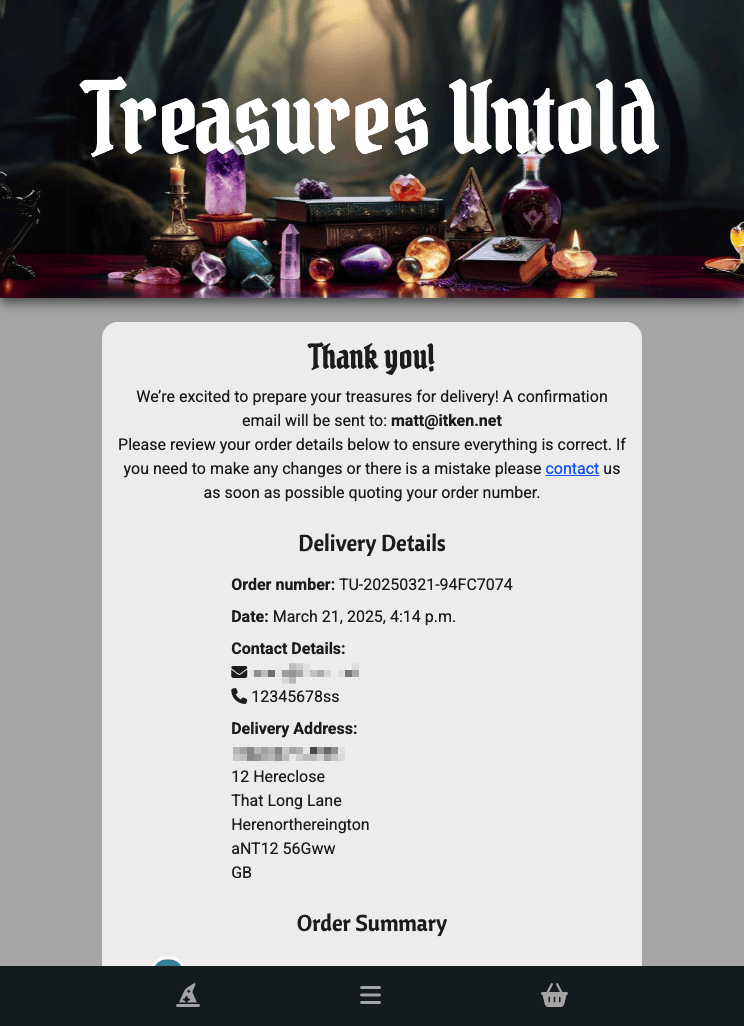 Treasures Untold
Thank you!
We’re excited to prepare your treasures for delivery! A confirmation
email will be sent to: matt@itken.net
Please review your order details below to ensure everything is correct. If
you need to make any changes or there is a mistake please contact us
as soon as possible quoting your order number.
Delivery Details
Order number: TU-20250321-94FC7074
Date: March 21, 2025, 4:14 p.m.
Contact Details:
12345678ss
Delivery Address:
12 Hereclose
That Long Lane
Herenorthereington
aNT12 56Gww
GB
Order Summary